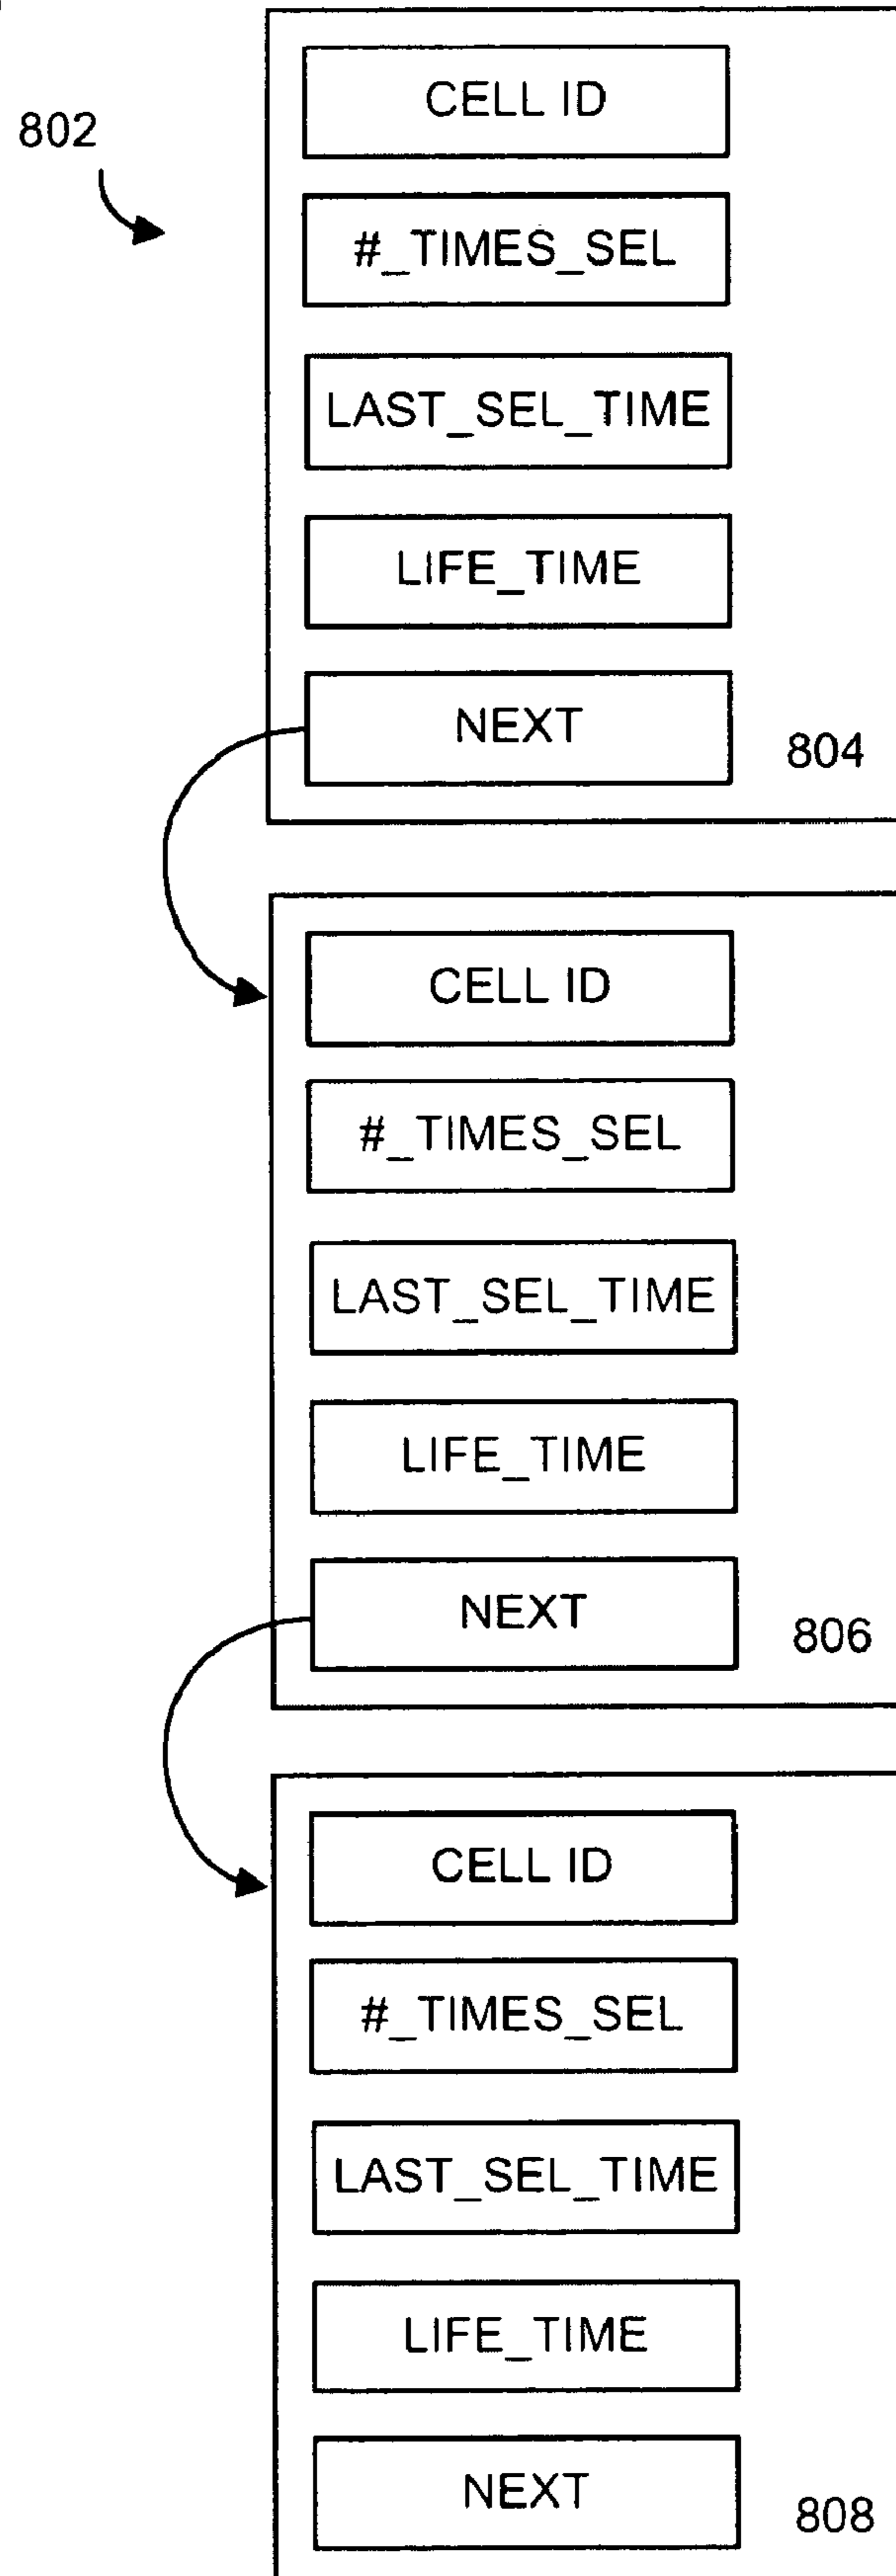 802
CELL ID
#_TIMES_SEL
LAST_SEL_TIME
LIFE_TIME
NEXT
804
CELL ID
#_TIMES_SEL
LAST_SEL_TIME
LIFE_TIME
NEXT
806
CELL ID
#_TIMES_SEL
LAST_SEL_TIME
LIFE_TIME
NEXT
808